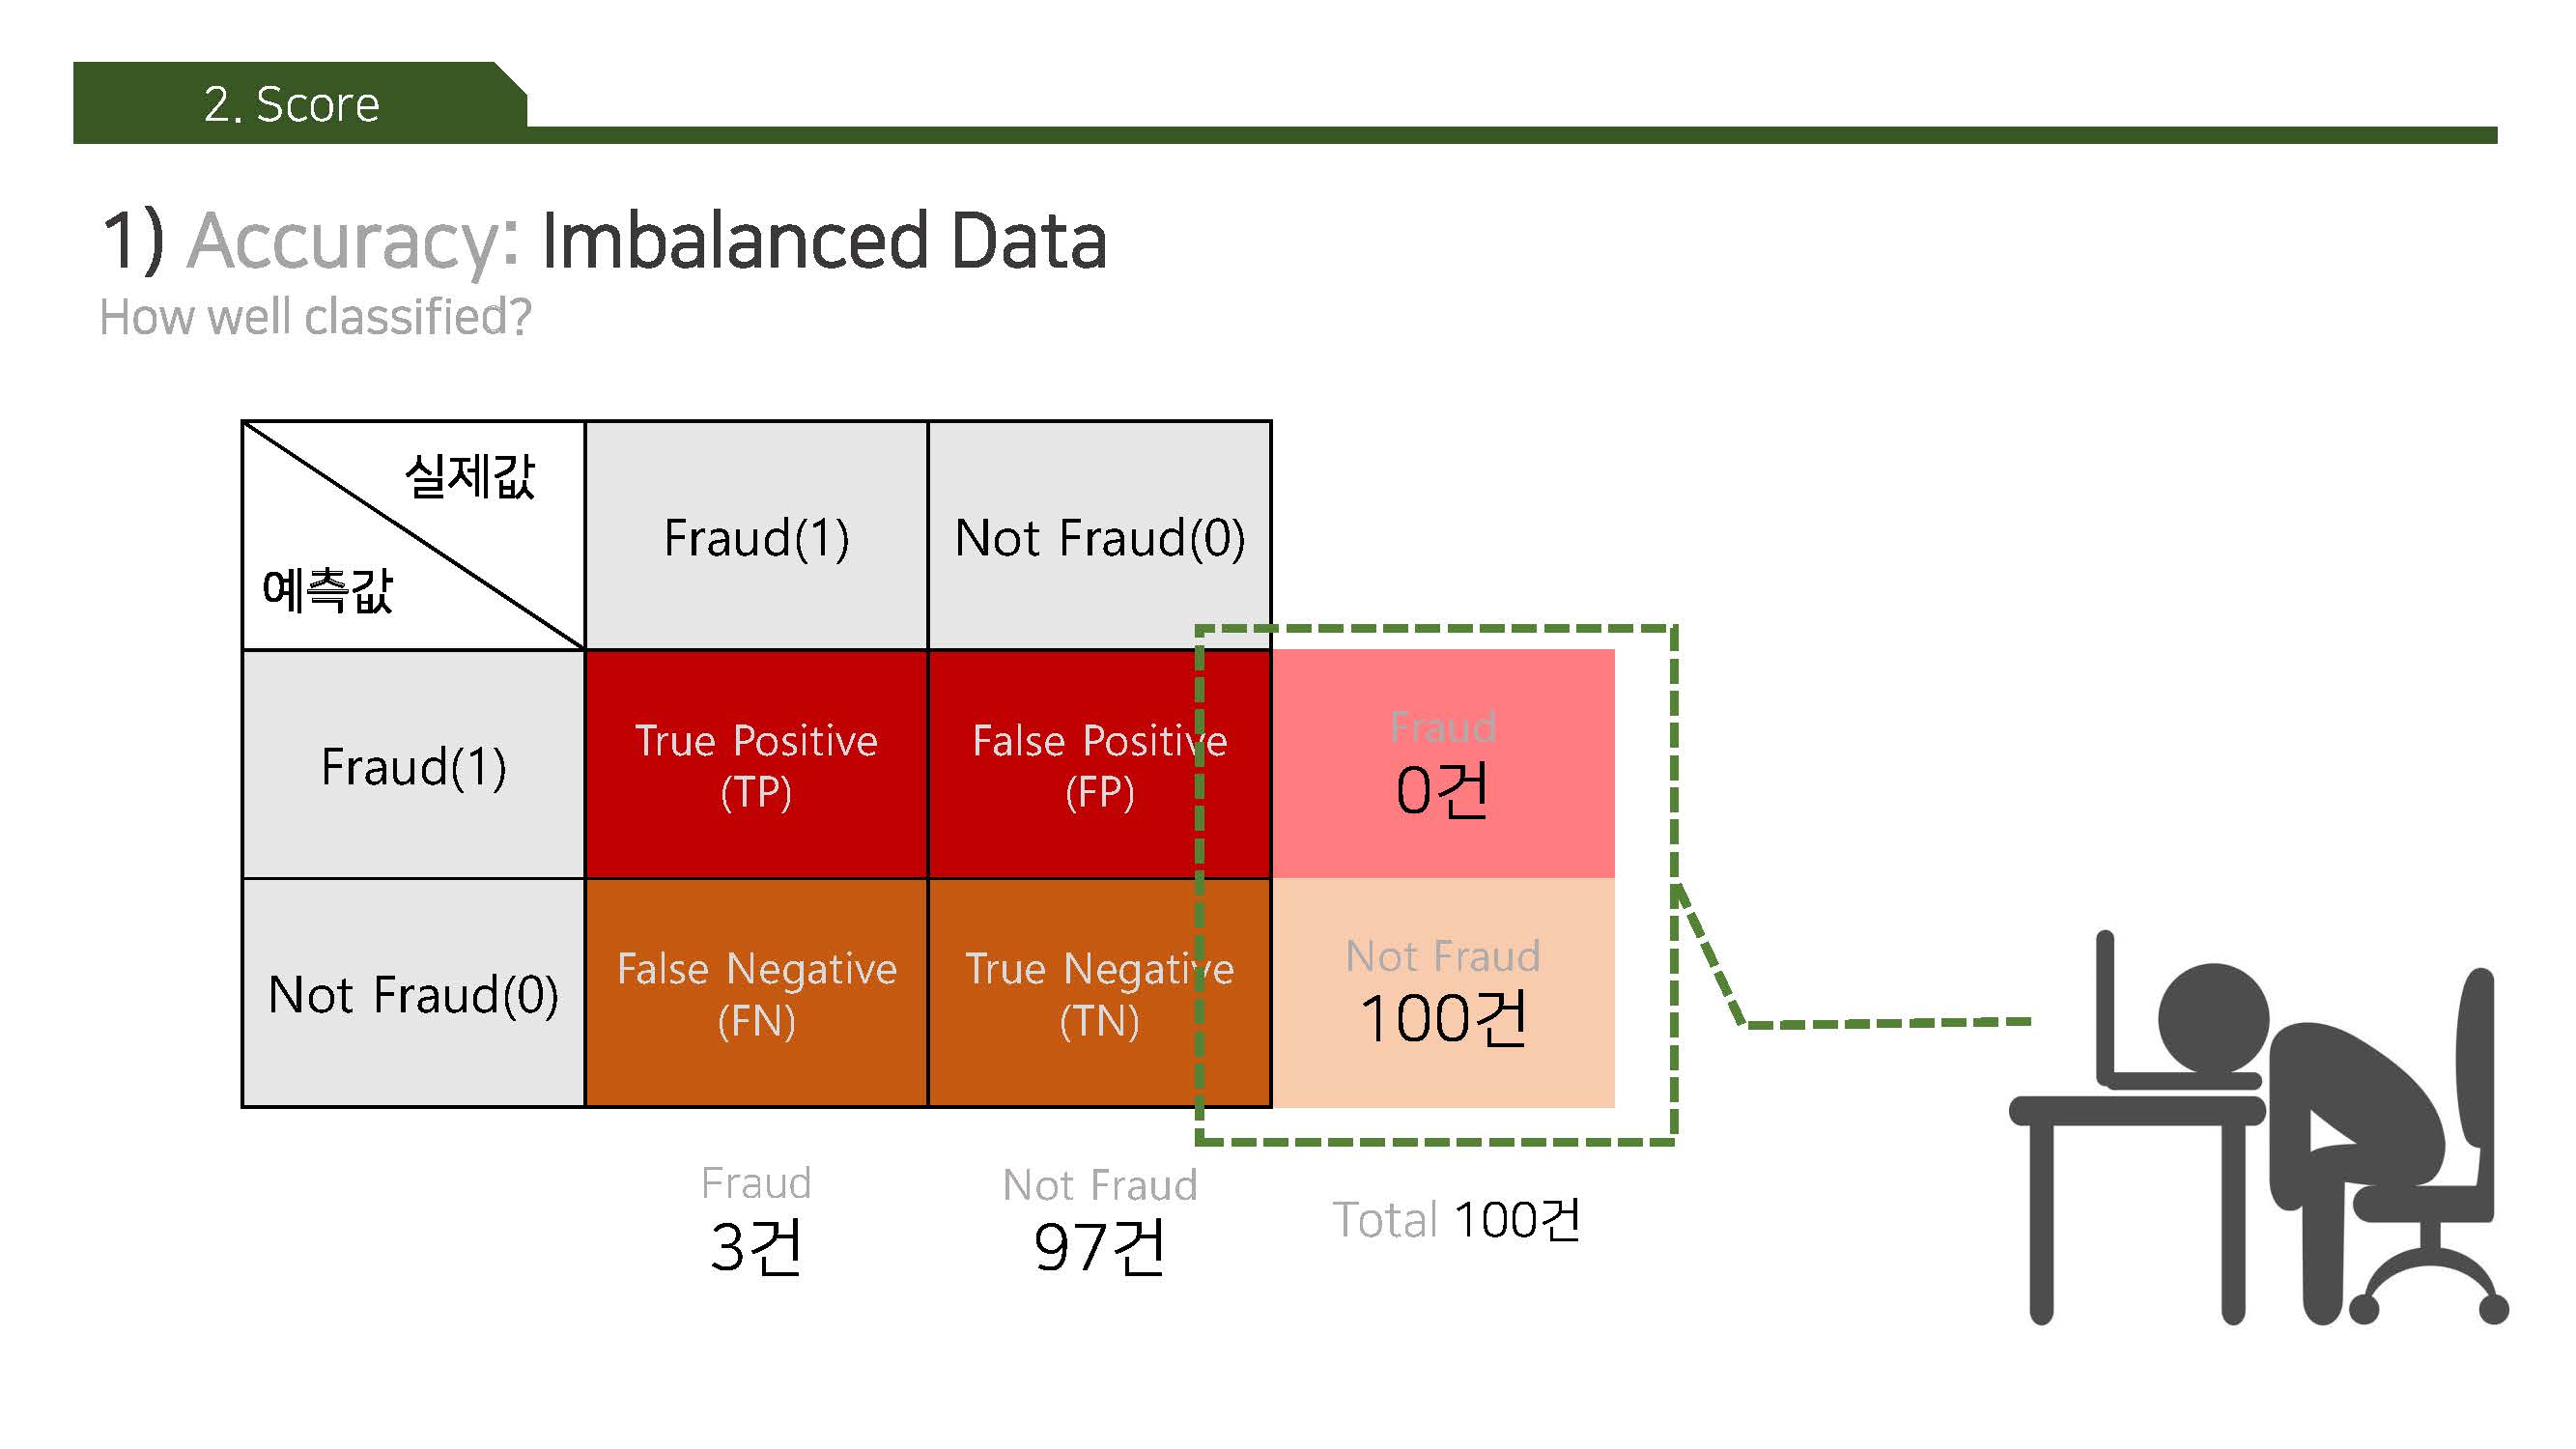 2. Score
1) Accuracy: Imbalanced Data
How well classified?
실제값
예측값
Fraud(1)
Not Fraud(0)
Fraud(1)
True Positive
(TP)
False Positive
(FP)
Fraud
0건
Not Fraud(0)
False Negative
(FN)
True Negative
(TN)
Not Fraud
100건
Fraud
3건
Not Fraud
97건
Total 100건